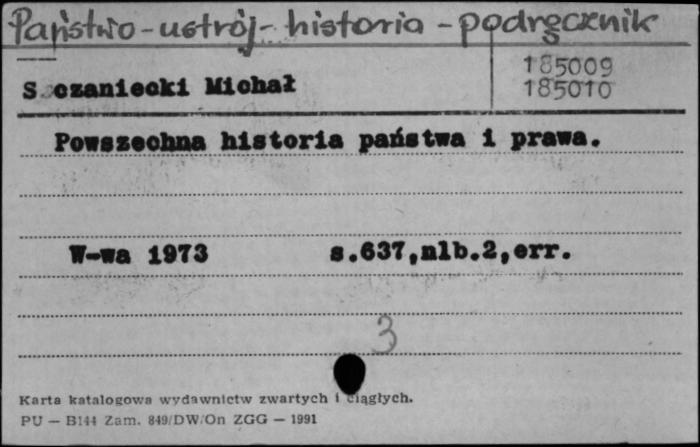 Państwo - ustrój - historia - podręcznik
185009
Szczaniecki Michał
185010
Powszechna historia państwa i prawa.
W-wa 1973 s.637,nlb.2,err.
3
Karta katalogowa wydawnictw zwartych i ciągłych.
PU — B144 Zam. 849/DW/On ZGG — 1991